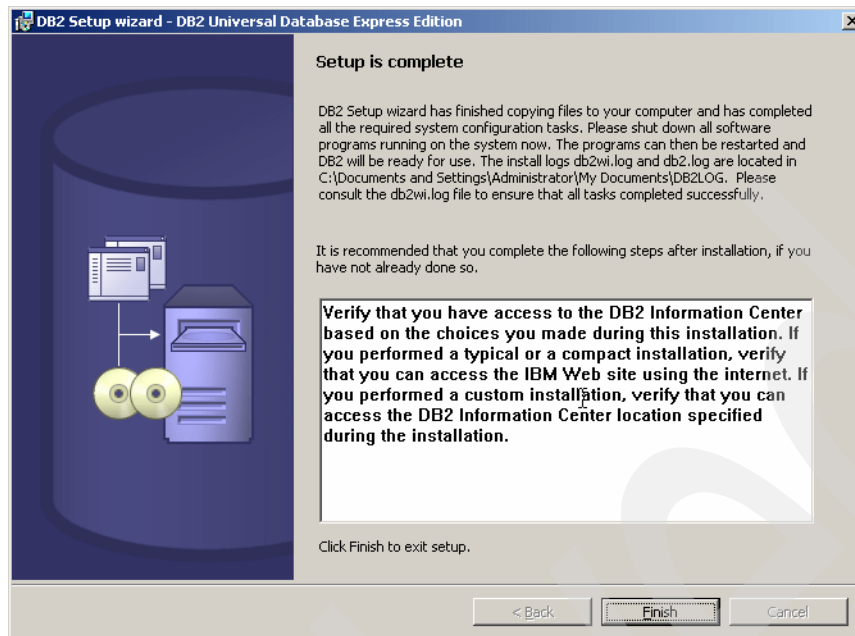 DB2 Setup wizard - DB2 Universal Database Express Edition
Setup is complete
DB2 Setup wizard has finished copying files to your computer and has completed
all the required system configuration tasks. Please shut down all software
programs running on the system now. The programs can then be restarted and
DB2 will be ready for use. The install logs db2wi.log and db2.log are located in
C:\Documents and Settings\Administrator\My Documents\DB2LOG. Please
consult the db2wi.log file to ensure that all tasks completed successfully.
It is recommended that you complete the following steps after installation, if you
have not already done so.
Verify that you have access to the DB2 Information Center
based on the choices you made during this installation. If
you performed a typical or a compact installation, verify
that you can access the IBM Web site using the internet. If
you performed a custom installation, verify that you can
access the DB2 Information Center location specified
during the installation.
Click Finish to exit setup.
< Back Finish Cancel